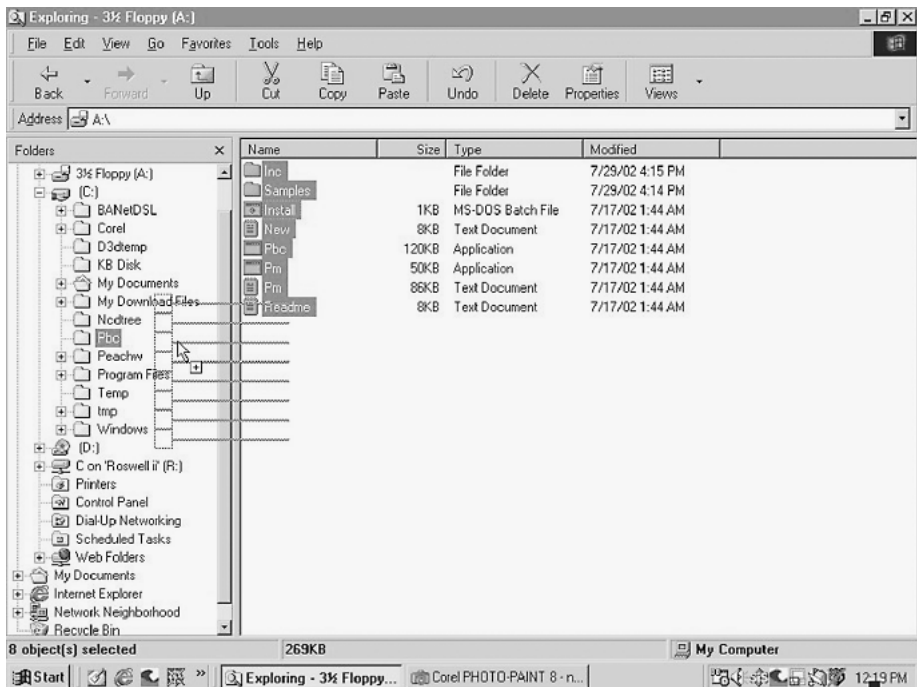 Exploring - 3½ Floppy (A:)
File Edit View Go Favorites Tools Help
Back Forward Up Cut Copy Paste Undo Delete Properties Views
Address A:\
Folders
3½ Floppy (A:)
(C:)
BANetDSL
Corel
D3dtemp
KB Disk
My Documents
My Download Files
Ncdtree
Pbc
Peachw
Program Files
Temp
tmp
Windows
(D:)
C on 'Roswell ii' (R:)
Printers
Control Panel
Dial-Up Networking
Scheduled Tasks
Web Folders
My Documents
Internet Explorer
Network Neighborhood
Recycle Bin
Name Size Type Modified
Inc File Folder 7/29/02 4:15 PM
Samples File Folder 7/29/02 4:14 PM
Install 1KB MS-DOS Batch File 7/17/02 1:44 AM
New 8KB Text Document 7/17/02 1:44 AM
Pbc 120KB Application 7/17/02 1:44 AM
Pm 50KB Application 7/17/02 1:44 AM
Pm 86KB Text Document 7/17/02 1:44 AM
Readme 8KB Text Document 7/17/02 1:44 AM
8 object(s) selected 269KB My Computer
Start » Exploring - 3½ Floppy... Corel PHOTO-PAINT 8 - n... 12:19 PM